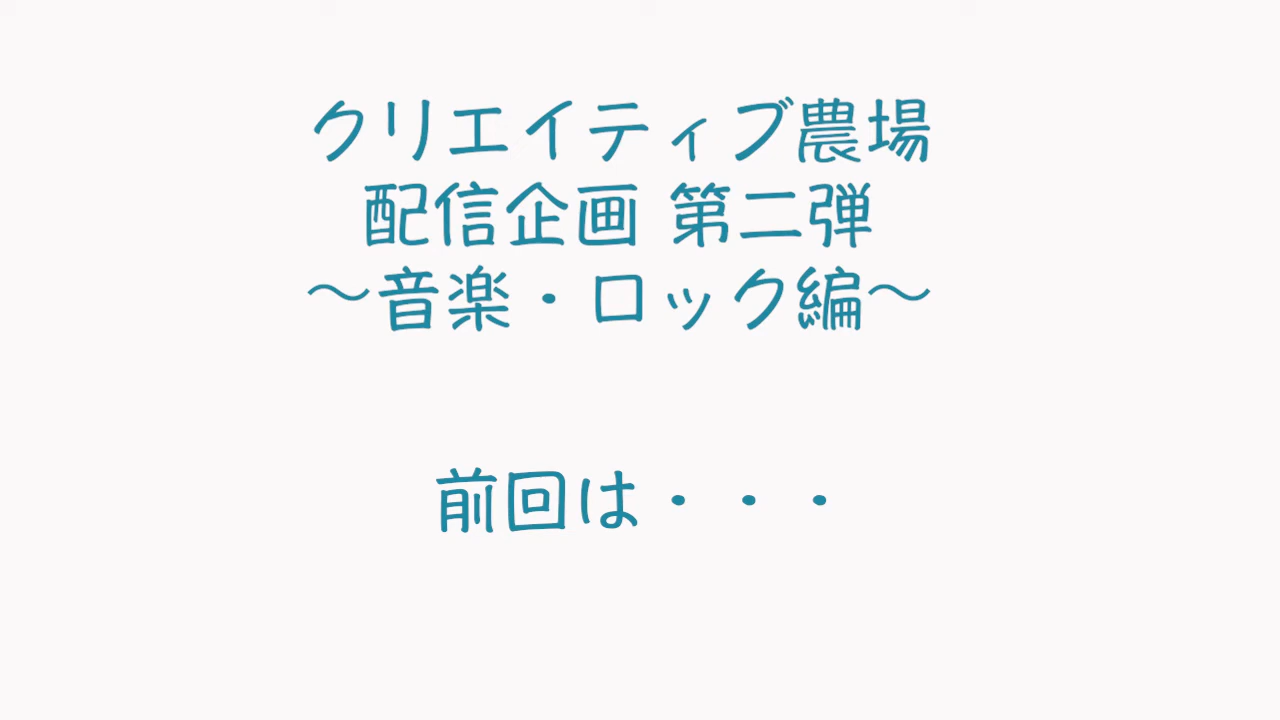 クリエイティブ農場
配信企画 第二弾
～音楽・ロック編～
前回は・・・